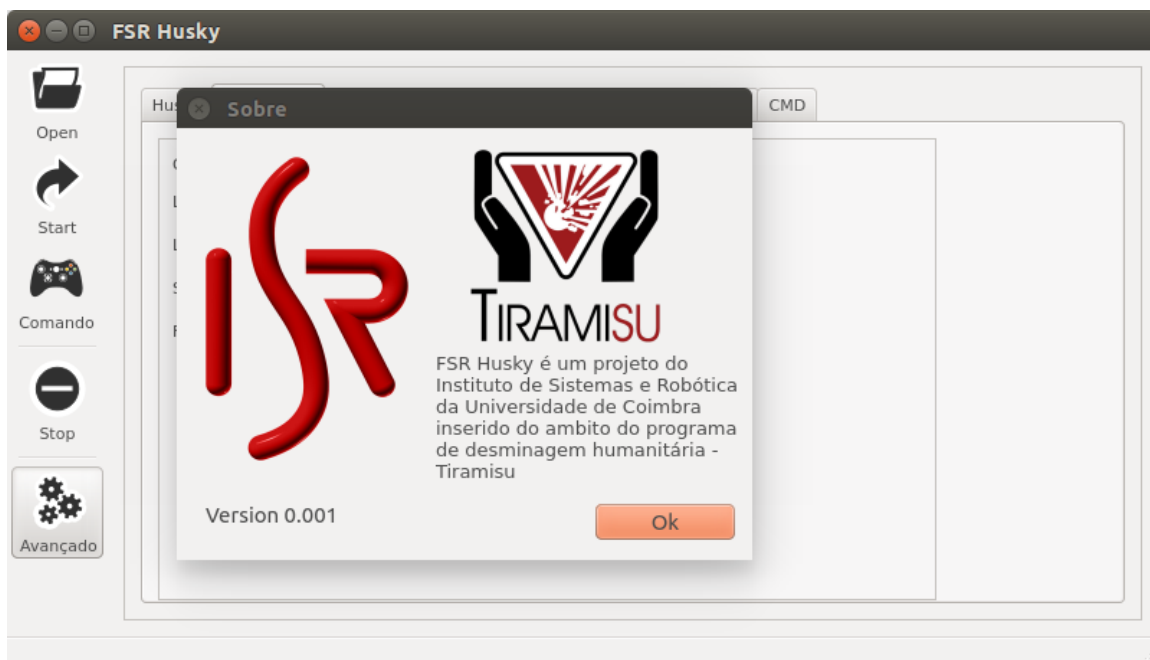 FSR Husky
Open
Start
Comando
Stop
Avançado
CMD
Sobre
ISR
TIRAMISU
FSR Husky é um projeto do
Instituto de Sistemas e Robótica
da Universidade de Coimbra
inserido do ambito do programa
de desminagem humanitária -
Tiramisu
Version 0.001
Ok